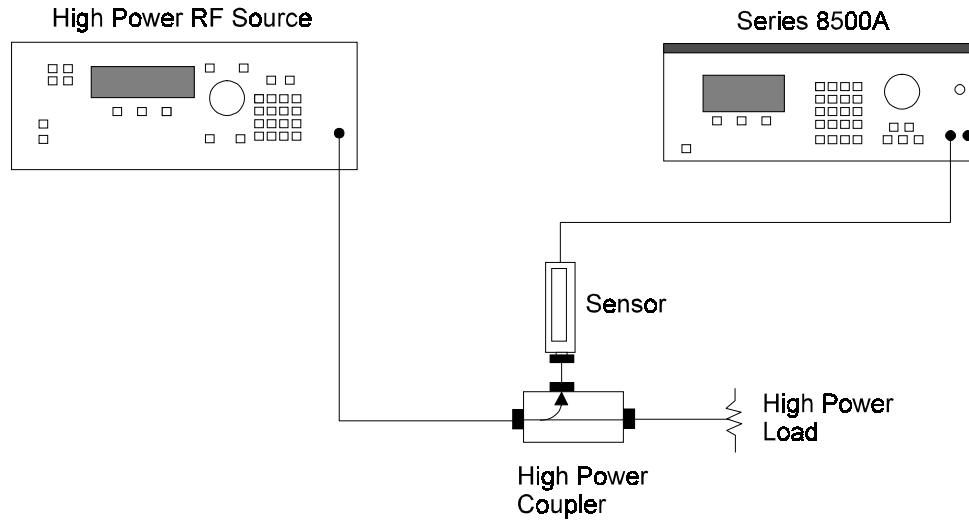 High Power RF Source
Series 8500A
Sensor
High Power
Load
High Power
Coupler